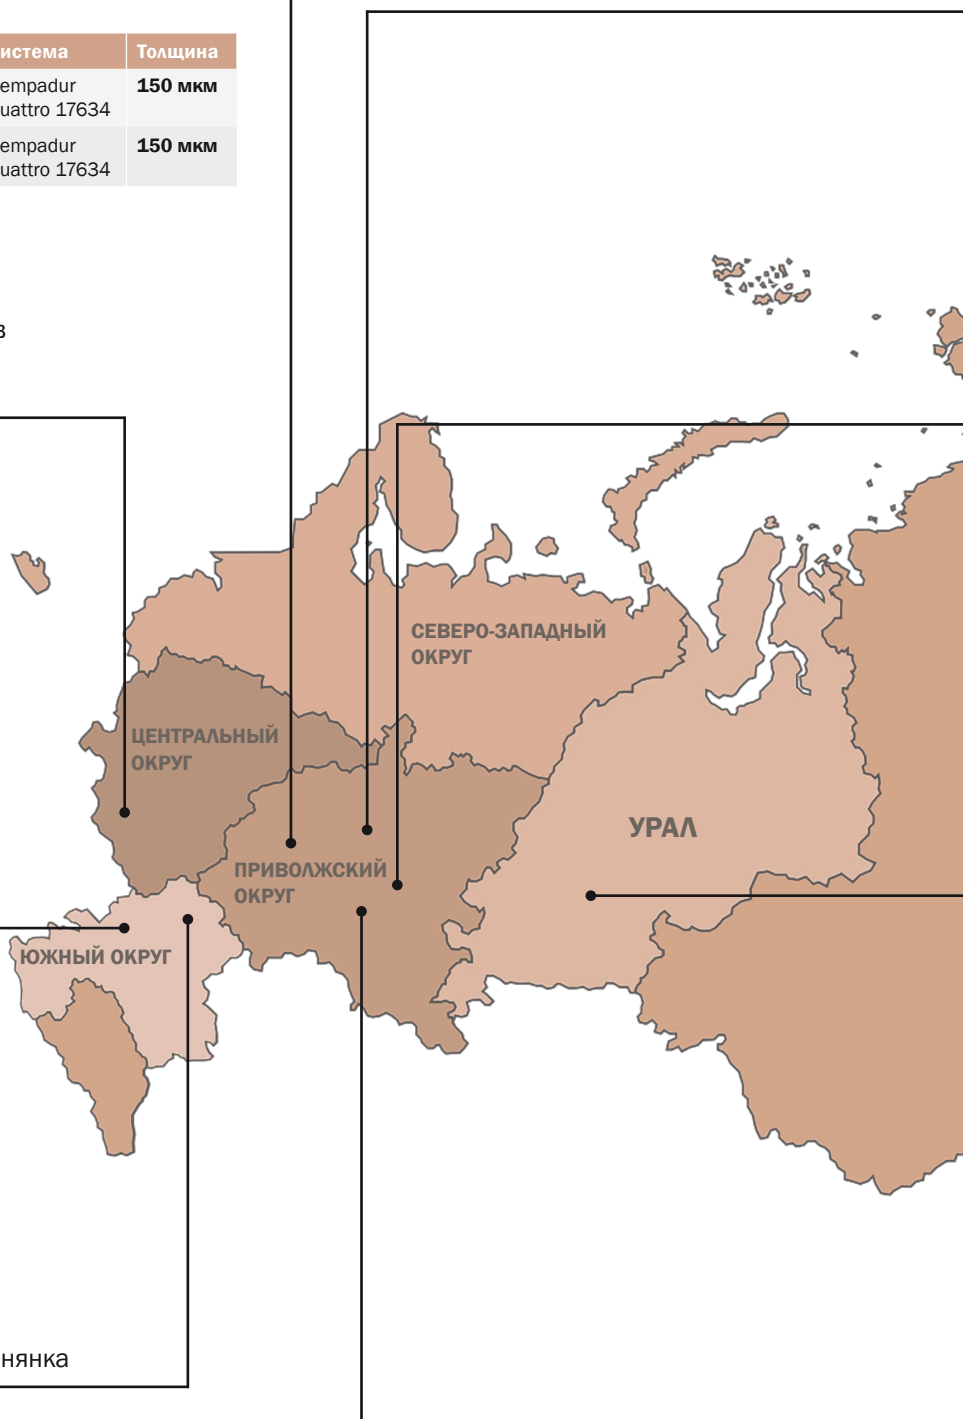 истема Толщина
empadur 150 мкм
uattro 17634
empadur 150 мкм
uattro 17634
в
СЕВЕРО-ЗАПАДНЫЙ
ОКРУГ
ЦЕНТРАЛЬНЫЙ
ОКРУГ
УРАЛ
ПРИВОЛЖСКИЙ
ОКРУГ
ЮЖНЫЙ ОКРУГ
нянка